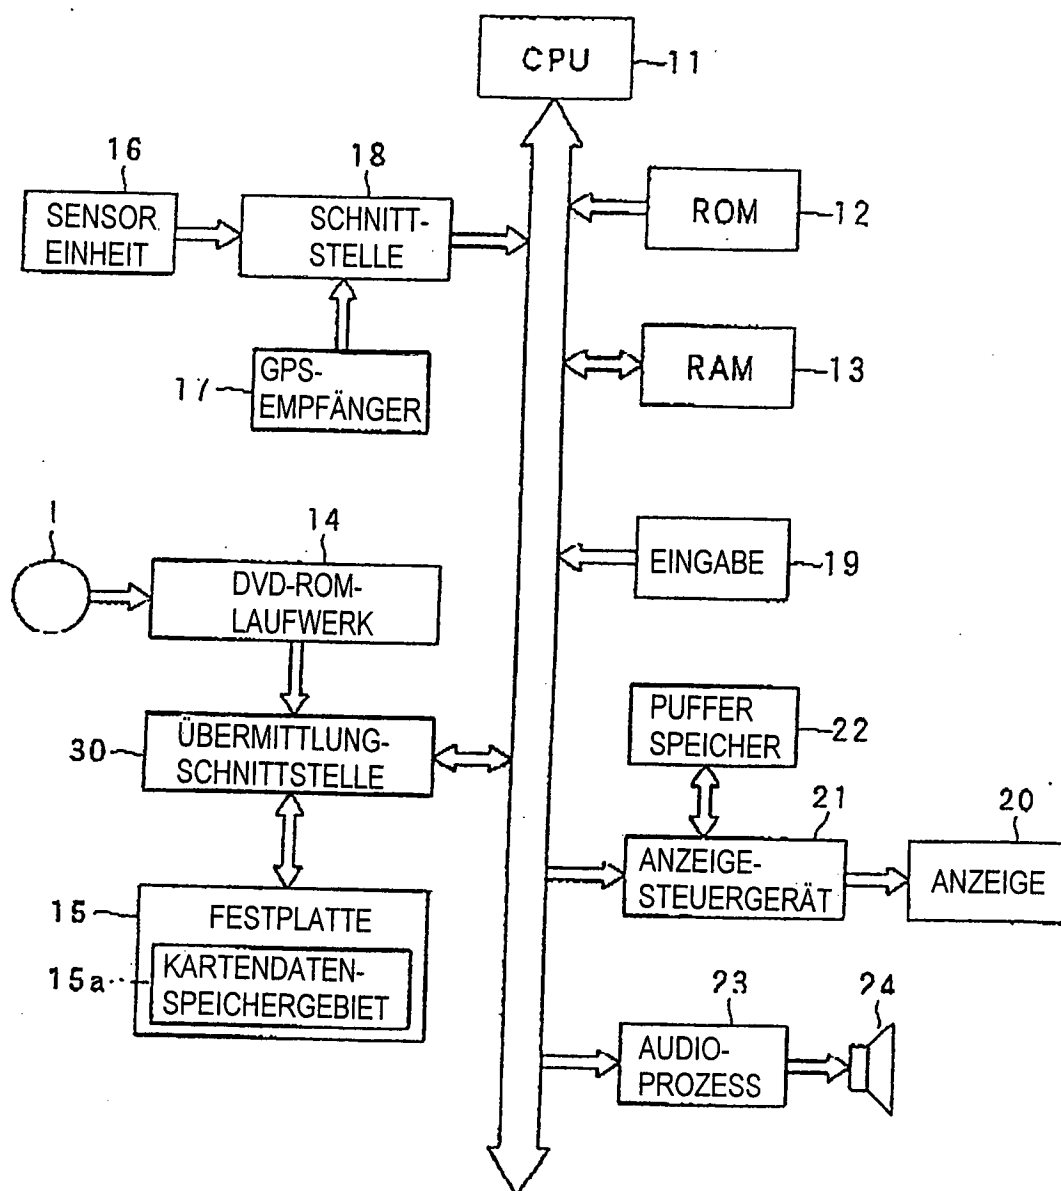 CPU
11
16
18
SENSOR
EINHEIT
SCHNITT-
STELLE
ROM
12
17
GPS-
EMPFÄNGER
RAM
13
1
14
DVD-ROM-
LAUFWERK
EINGABE
19
30
ÜBERMITTLUNG-
SCHNITTSTELLE
PUFFER
SPEICHER
22
21
20
ANZEIGE-
STEUERGERÄT
ANZEIGE
15
FESTPLATTE
15a
KARTENDATEN-
SPEICHERGEBIET
23
24
AUDIO-
PROZESS